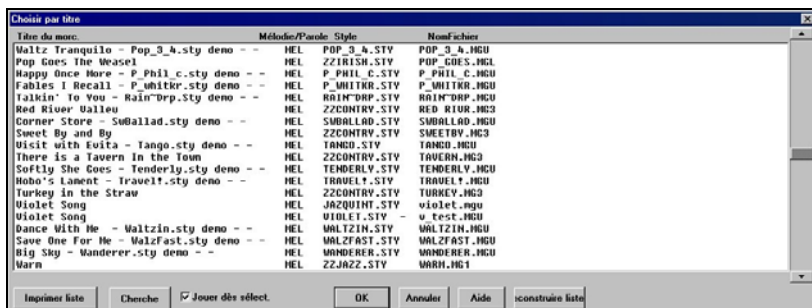 Choisir par titre
Titre du morc. Mélodie/Parole Style NomFichier
Waltz Tranquilo - Pop_3_4.sty demo - - MEL POP_3_4.STY POP_3_4.MGU
Pop Goes The Weasel MEL ZZIRISH.STY POP_GOES.MGL
Happy Once More - P_Phil_c.sty demo - - MEL P_PHIL_C.STY P_PHIL_C.MGU
Fables I Recall - P_whitkr.sty demo - - MEL P_WHITKR.STY P_WHITKR.MGU
Talkin' To You - Rain~Drp.Sty demo - - MEL RAIN~DRP.STY RAIN~DRP.MGU
Red River Valley MEL ZZCONTRY.STY RED RIVR.MG3
Corner Store - SwBallad.sty demo - - MEL SWBALLAD.STY SWBALLAD.MGU
Sweet By and By MEL ZZCONTRY.STY SWEETBY.MG3
Visit with Evita - Tango.sty demo - - MEL TANGO.STY TANGO.MGU
There is a Tavern In the Town MEL ZZCONTRY.STY TAVERN.MG3
Softly She Goes - Tenderly.sty demo - - MEL TENDERLY.STY TENDERLY.MGU
Hobo's Lament - Travel!.sty demo - - MEL TRAVEL!.STY TRAVEL!.MGU
Turkey in the Straw MEL ZZCONTRY.STY TURKEY.MG3
Violet Song MEL JAZQUINT.STY violet.mgu
Violet Song MEL VIOLET.STY - v_test.MGU
Dance With Me - Waltzin.sty demo - - MEL WALTZIN.STY WALTZIN.MGU
Save One For Me - WalzFast.sty demo - - MEL WALZFAST.STY WALZFAST.MGU
Big Sky - Wanderer.sty demo - - MEL WANDERER.STY WANDERER.MGU
Warm MEL ZZJAZZ.STY WARM.MG1
Imprimer liste Cherche Jouer dès sélect. OK Annuler Aide econstruire liste